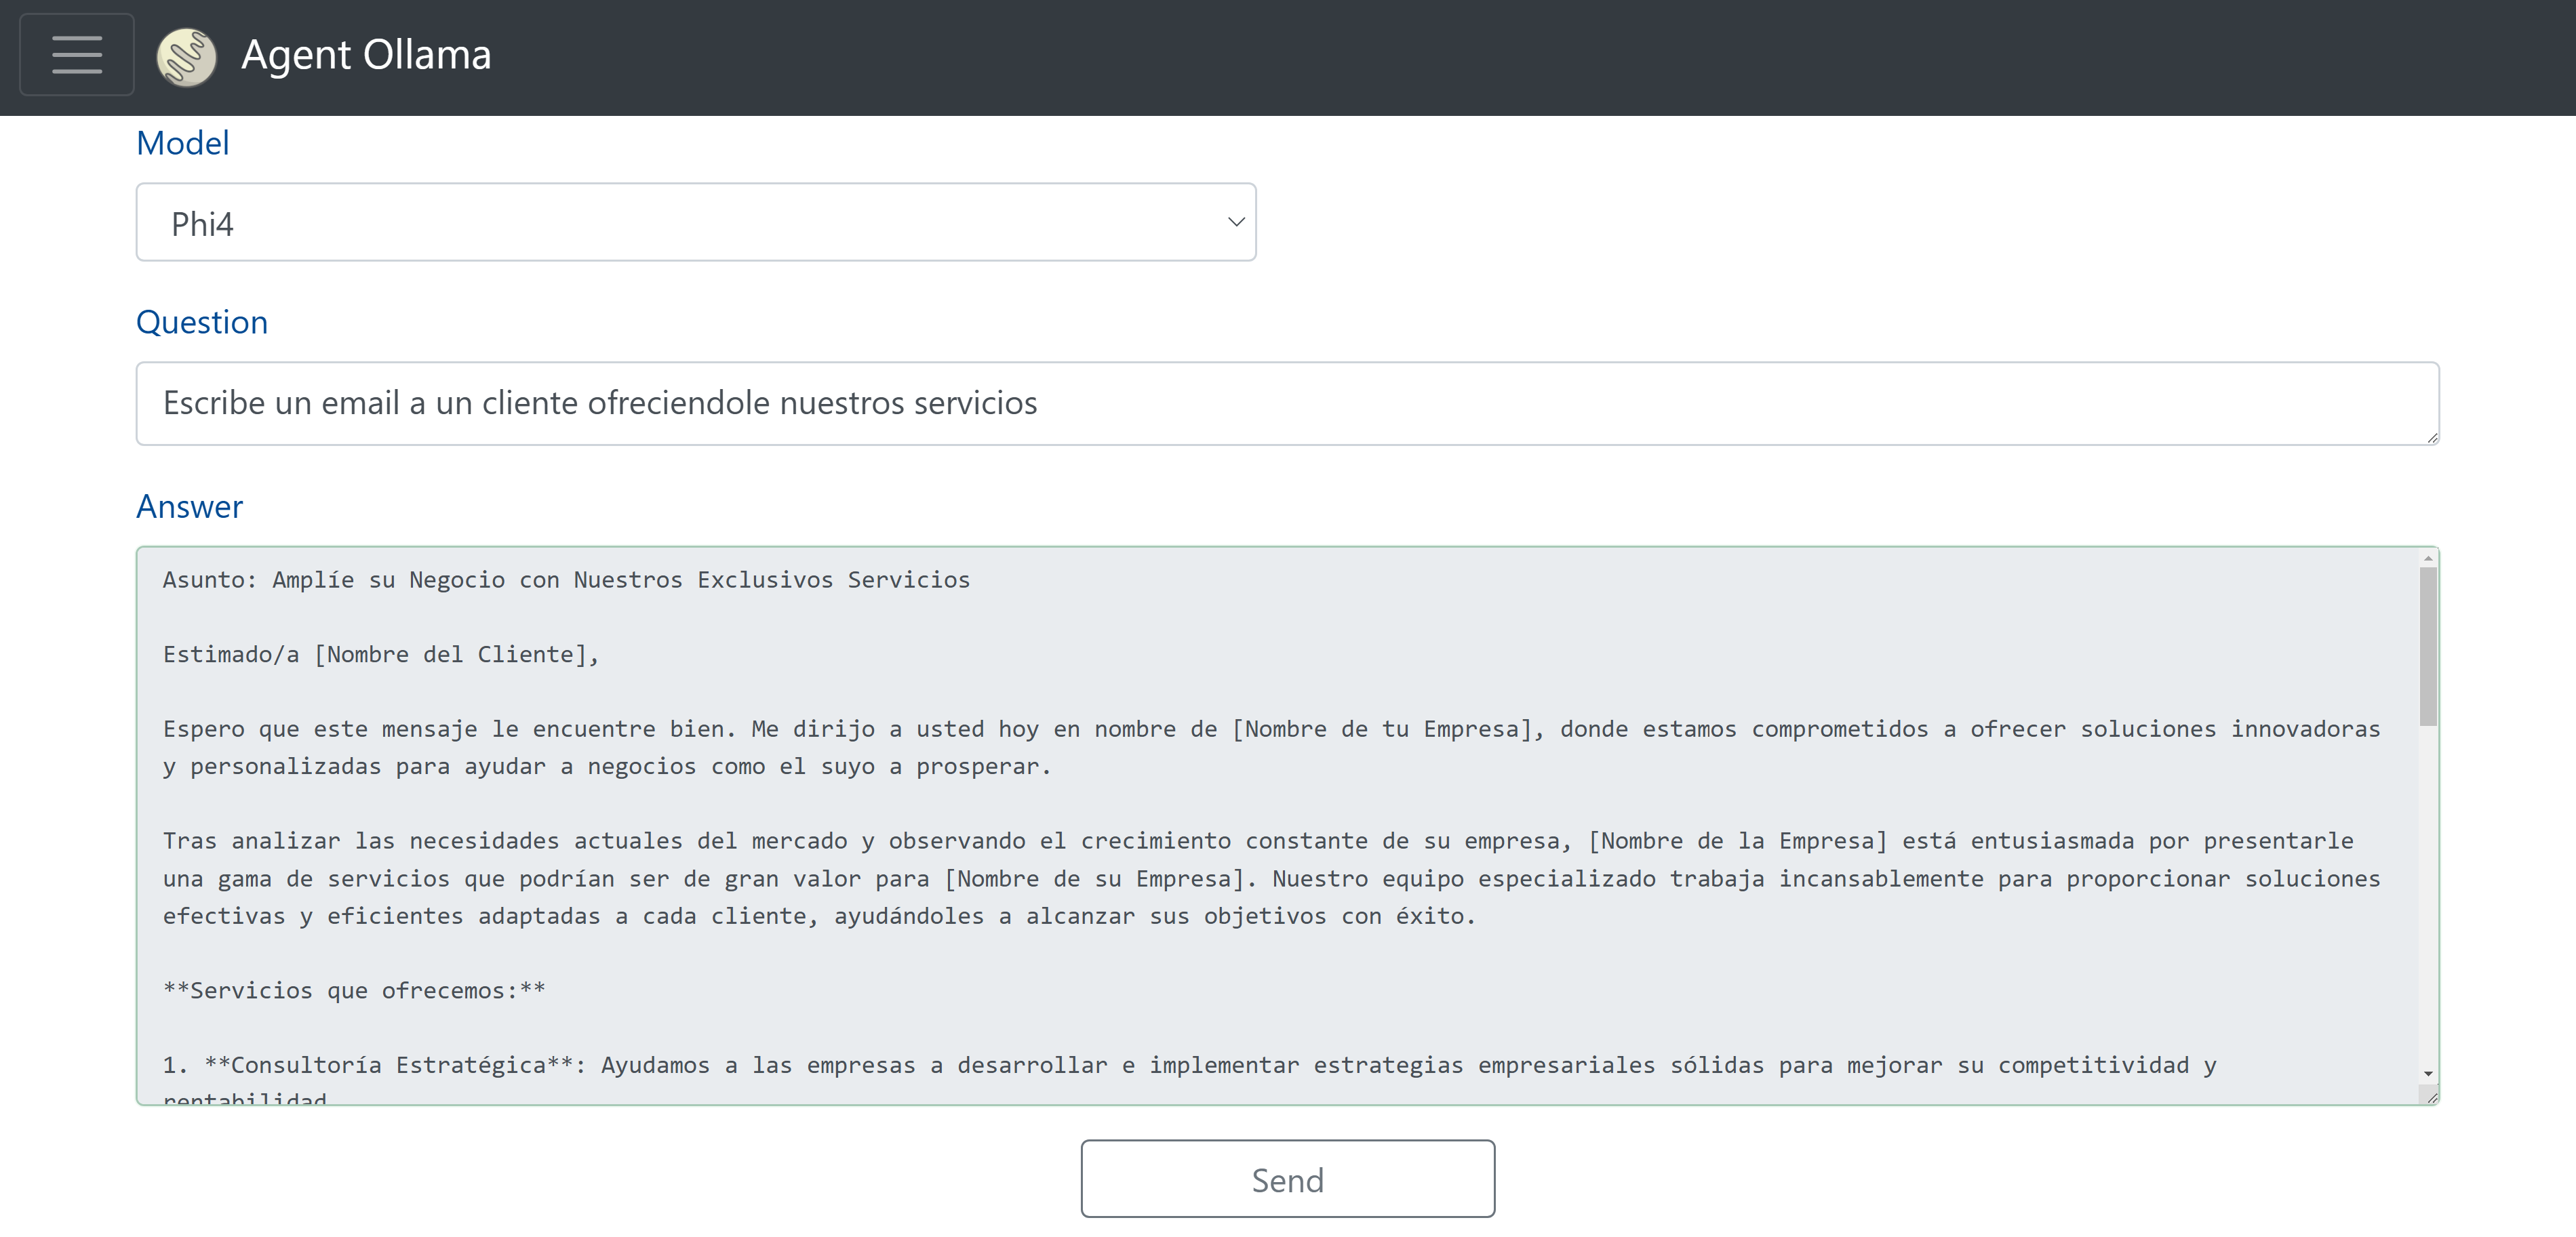 Agent Ollama
Model
Phi4
Question
Escribe un email a un cliente ofreciendole nuestros servicios
Answer
Asunto: Amplíe su Negocio con Nuestros Exclusivos Servicios
Estimado/a [Nombre del Cliente],
Espero que este mensaje le encuentre bien. Me dirijo a usted hoy en nombre de [Nombre de tu Empresa], donde estamos comprometidos a ofrecer soluciones innovadoras
y personalizadas para ayudar a negocios como el suyo a prosperar.
Tras analizar las necesidades actuales del mercado y observando el crecimiento constante de su empresa, [Nombre de la Empresa] está entusiasmada por presentarle
una gama de servicios que podrían ser de gran valor para [Nombre de su Empresa]. Nuestro equipo especializado trabaja incansablemente para proporcionar soluciones
efectivas y eficientes adaptadas a cada cliente, ayudándoles a alcanzar sus objetivos con éxito.
**Servicios que ofrecemos:**
1. **Consultoría Estratégica**: Ayudamos a las empresas a desarrollar e implementar estrategias empresariales sólidas para mejorar su competitividad y
rentabilidad
Send